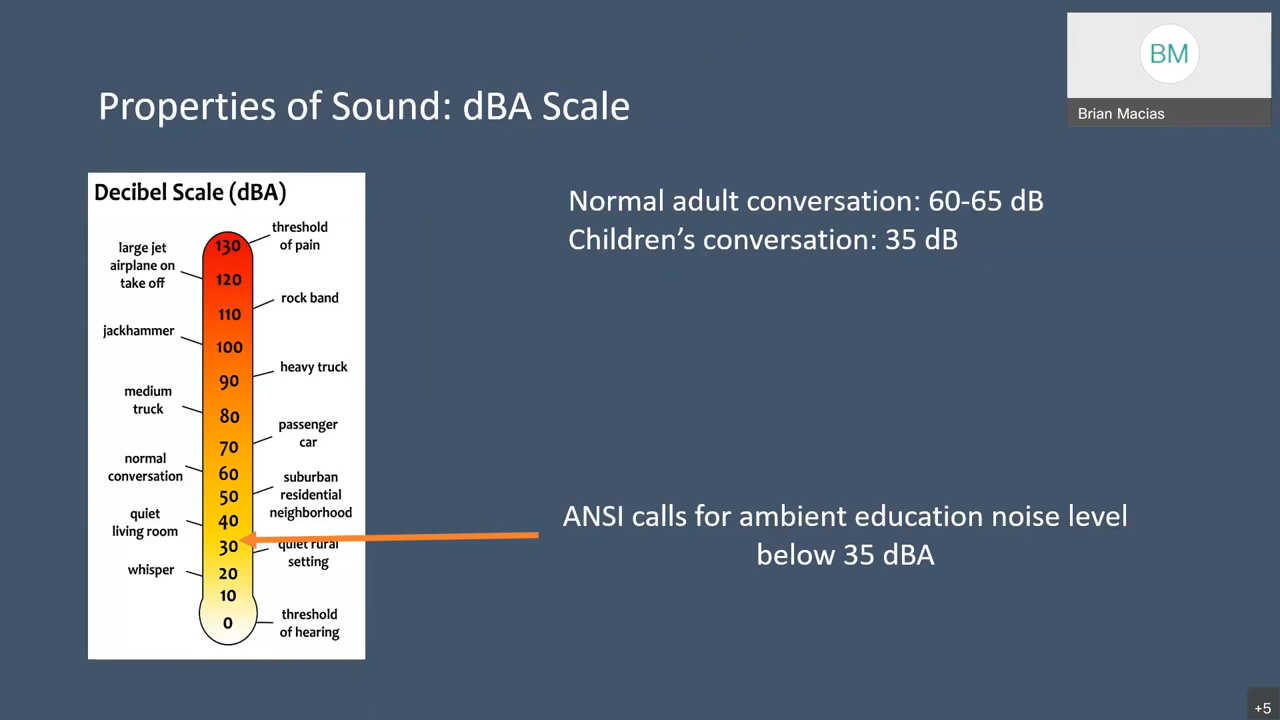 BM
Brian Macias
Properties of Sound: dBA Scale
Decibel Scale (dBA)
threshold
of pain
large jet
airplane on
take off
rock band
jackhammer
heavy truck
medium
truck
passenger
car
normal
conversation
suburban
residential
neighborhood
quiet
living room
quiet rural
setting
whisper
threshold
of hearing
130
120
110
100
90
80
70
60
50
40
30
20
10
0
Normal adult conversation: 60-65 dB
Children’s conversation: 35 dB
ANSI calls for ambient education noise level
below 35 dBA
+5